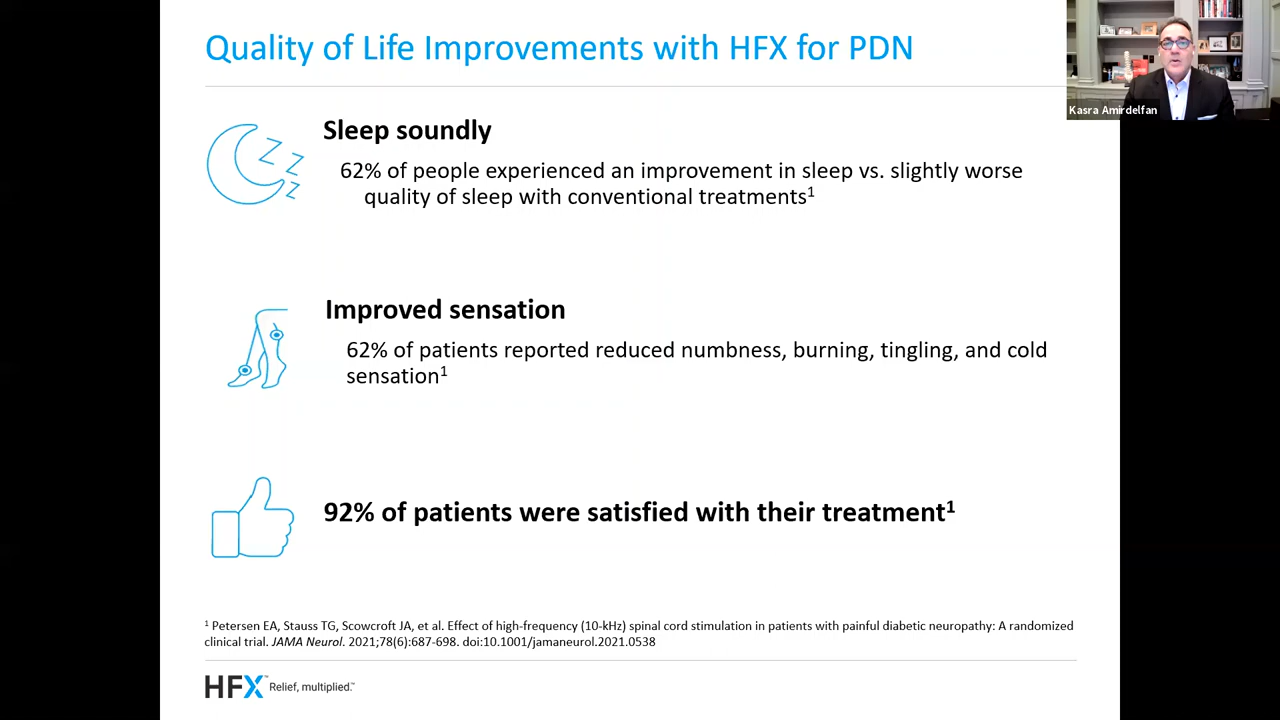 Quality of Life Improvements with HFX for PDN
Kasra Amirdelfan
Sleep soundly
62% of people experienced an improvement in sleep vs. slightly worse
quality of sleep with conventional treatments¹
Improved sensation
62% of patients reported reduced numbness, burning, tingling, and cold
sensation¹
92% of patients were satisfied with their treatment¹
¹ Petersen EA, Stauss TG, Scowcroft JA, et al. Effect of high-frequency (10-kHz) spinal cord stimulation in patients with painful diabetic neuropathy: A randomized
clinical trial. JAMA Neurol. 2021;78(6):687-698. doi:10.1001/jamaneurol.2021.0538
HFX™ Relief, multiplied.™